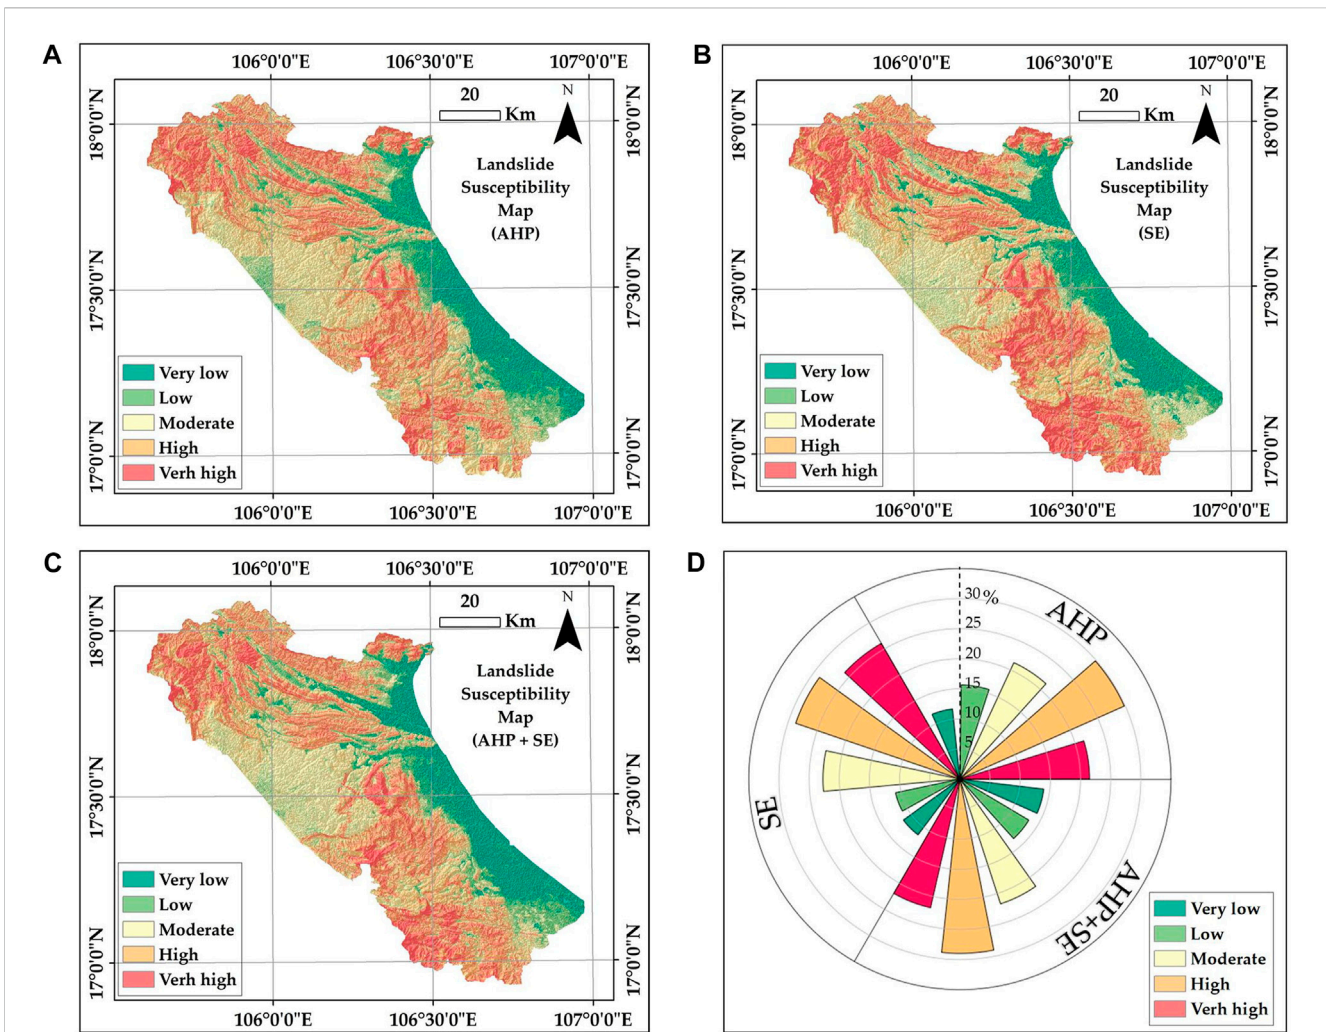 A
106°0'0"E 106°30'0"E 107°0'0"E
18°0'0"N
17°30'0"N
17°0'0"N
20
Km
N
Landslide
Susceptibility
Map
(AHP)
Very low
Low
Moderate
High
Verh high
18°0'0"N
17°30'0"N
17°0'0"N
106°0'0"E 106°30'0"E 107°0'0"E
B
106°0'0"E 106°30'0"E 107°0'0"E
18°0'0"N
17°30'0"N
17°0'0"N
20
Km
N
Landslide
Susceptibility
Map
(SE)
Very low
Low
Moderate
High
Verh high
18°0'0"N
17°30'0"N
17°0'0"N
106°0'0"E 106°30'0"E 107°0'0"E
C
106°0'0"E 106°30'0"E 107°0'0"E
18°0'0"N
17°30'0"N
17°0'0"N
20
Km
N
Landslide
Susceptibility
Map
(AHP + SE)
Very low
Low
Moderate
High
Verh high
18°0'0"N
17°30'0"N
17°0'0"N
106°0'0"E 106°30'0"E 107°0'0"E
D
30%
25
20
15
10
5
AHP
SE
AHP+SE
Very low
Low
Moderate
High
Verh high